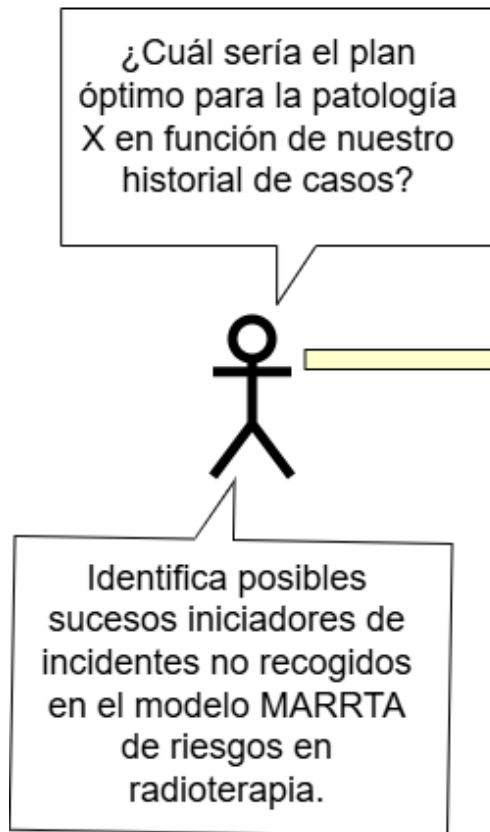 ¿Cuál sería el plan
óptimo para la patología
X en función de nuestro
historial de casos?
Identifica posibles
sucesos iniciadores de
incidentes no recogidos
en el modelo MARRTA
de riesgos en
radioterapia.